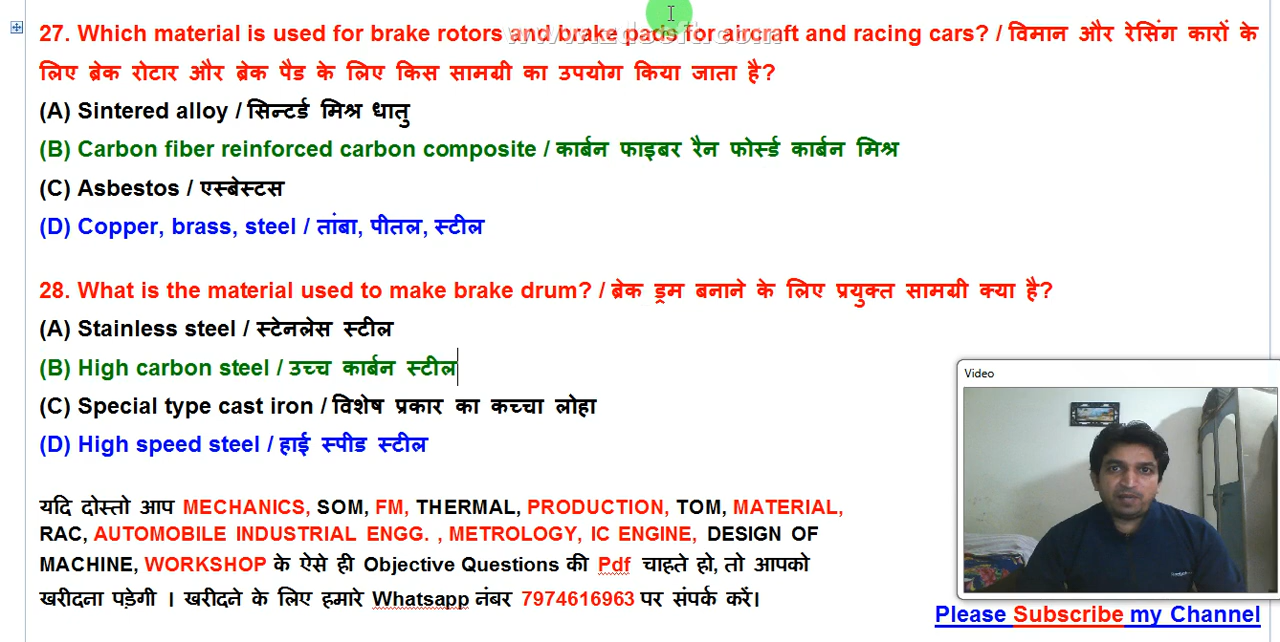 27. Which material is used for brake rotors and brake pads for aircraft and racing cars? / विमान और रेसिंग कारों के
लिए ब्रेक रोटार और ब्रेक पैड के लिए किस सामग्री का उपयोग किया जाता है?
(A) Sintered alloy / सिन्टर्ड मिश्र धातु
(B) Carbon fiber reinforced carbon composite / कार्बन फाइबर रैन फोर्स्ड कार्बन मिश्र
(C) Asbestos / एस्बेस्टस
(D) Copper, brass, steel / तांबा, पीतल, स्टील
28. What is the material used to make brake drum? / ब्रेक ड्रम बनाने के लिए प्रयुक्त सामग्री क्या है?
(A) Stainless steel / स्टेनलेस स्टील
(B) High carbon steel / उच्च कार्बन स्टील
(C) Special type cast iron / विशेष प्रकार का कच्चा लोहा
(D) High speed steel / हाई स्पीड स्टील
Video
यदि दोस्तो आप MECHANICS, SOM, FM, THERMAL, PRODUCTION, TOM, MATERIAL,
RAC, AUTOMOBILE INDUSTRIAL ENGG. , METROLOGY, IC ENGINE, DESIGN OF
MACHINE, WORKSHOP के ऐसे ही Objective Questions की Pdf चाहते हो, तो आपको
खरीदना पड़ेगी । खरीदने के लिए हमारे Whatsapp नंबर 7974616963 पर संपर्क करें।
Please Subscribe my Channel